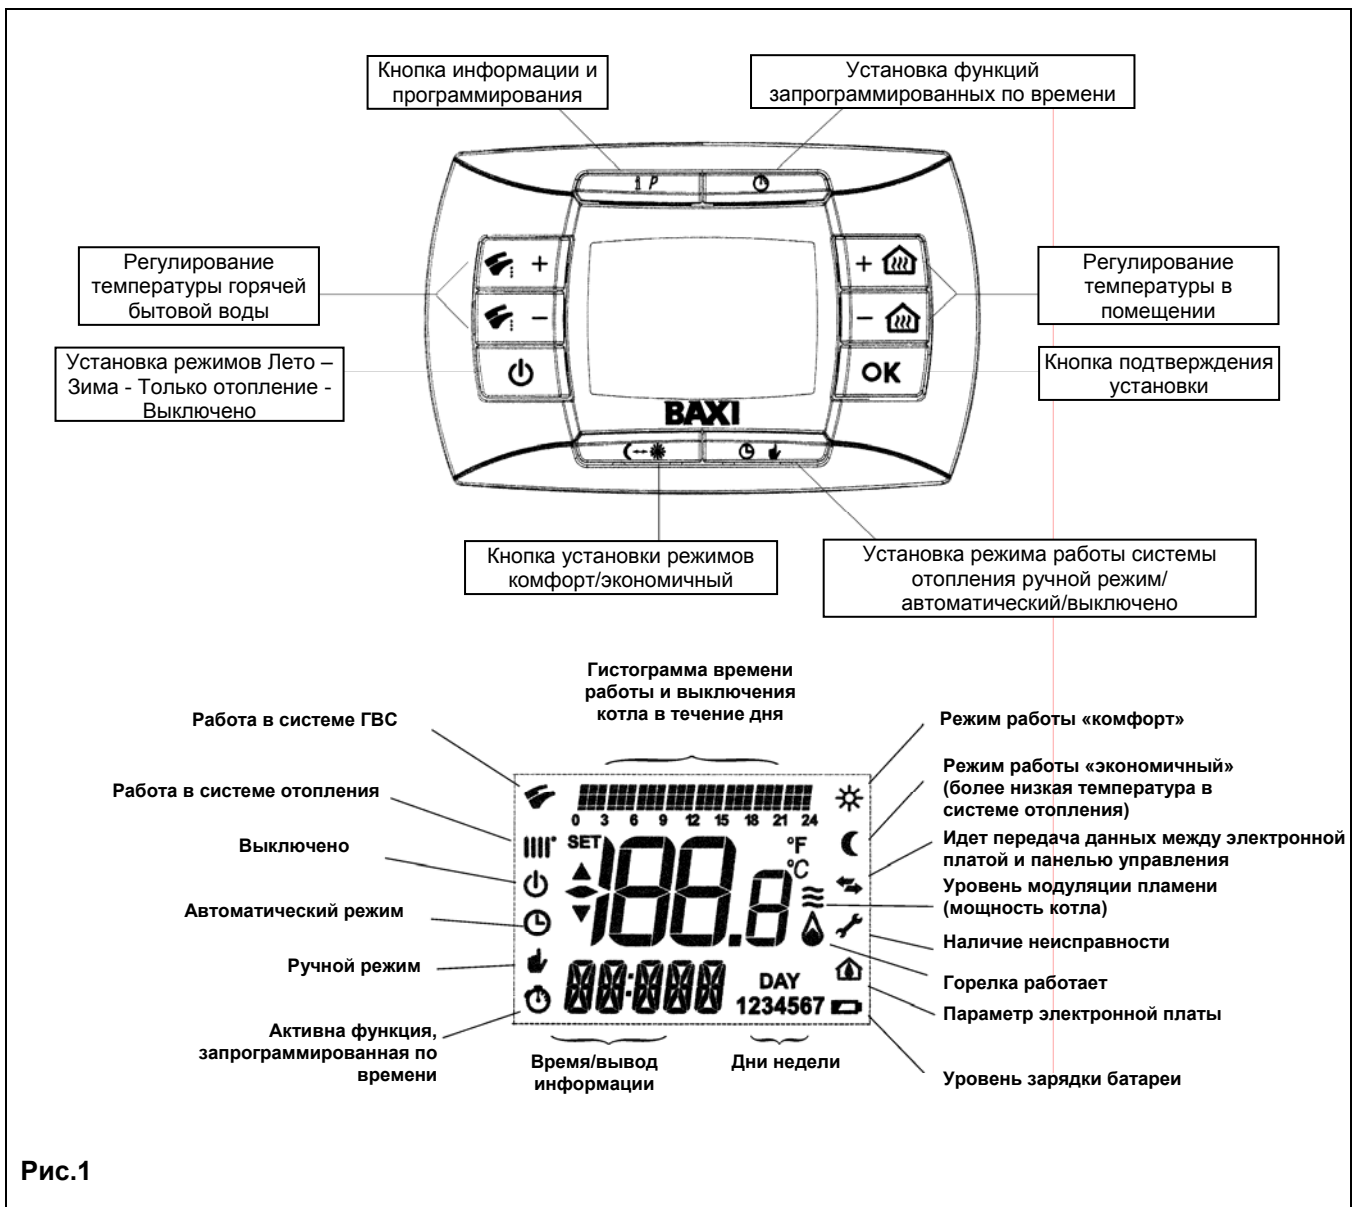 Кнопка информации и
программирования
Установка функций
запрограммированных по времени
i P
Регулирование
температуры горячей
бытовой воды
+
+
Регулирование
температуры в
помещении
–
–
Установка режимов Лето –
Зима - Только отопление -
Выключено
OK
Кнопка подтверждения
установки
BAXI
Кнопка установки режимов
комфорт/экономичный
Установка режима работы системы
отопления ручной режим/
автоматический/выключено
Гистограмма времени
работы и выключения
котла в течение дня
Работа в системе ГВС
Работа в системе отопления
Выключено
Автоматический режим
Ручной режим
Активна функция,
запрограммированная по
времени
0 3 6 9 12 15 18 21 24
SET
°F
°C
188.8
DAY
1234567
Время/вывод
информации
Дни недели
Режим работы «комфорт»
Режим работы «экономичный»
(более низкая температура в
системе отопления)
Идет передача данных между электронной
платой и панелью управления
Уровень модуляции пламени
(мощность котла)
Наличие неисправности
Горелка работает
Параметр электронной платы
Уровень зарядки батареи
Рис.1